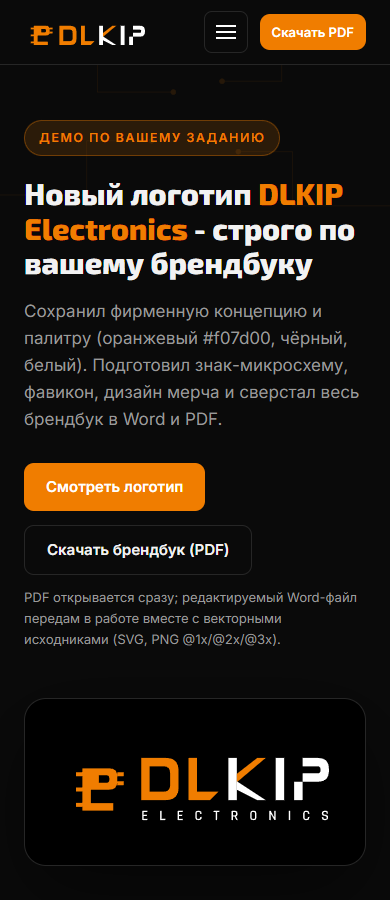 DLKIP
Скачать PDF
ДЕМО ПО ВАШЕМУ ЗАДАНИЮ
Новый логотип DLKIP
Electronics - строго по
вашему брендбуку
Сохранил фирменную концепцию и
палитру (оранжевый #f07d00, чёрный,
белый). Подготовил знак-микросхему,
фавикон, дизайн мерча и сверстал весь
брендбук в Word и PDF.
Смотреть логотип
Скачать брендбук (PDF)
PDF открывается сразу; редактируемый Word-файл
передам в работе вместе с векторными
исходниками (SVG, PNG @1x/@2x/@3x).
DLKIP
ELECTRONICS